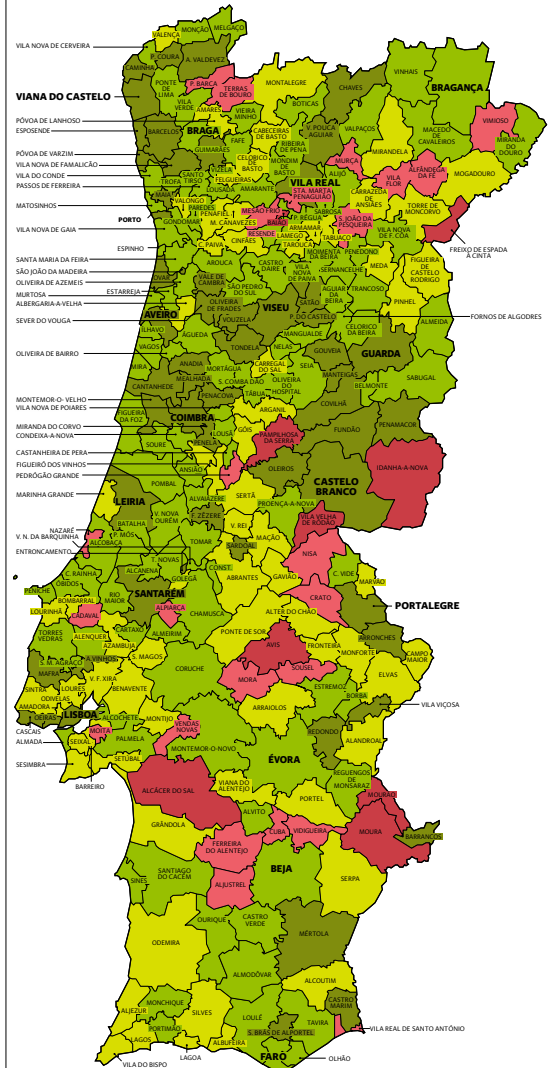 MELGAÇO
MONÇÃO
VALENÇA
VILA NOVA DE CERVEIRA
P. COURA
A. VALDEVEZ
CAMINHA
VINHAIS
BRAGANÇA
MONTALEGRE
CHAVES
PONTE
DE
LIMA
P. BARCA
TERRAS
DE BOURO
VIANA DO CASTELO
BOTICAS
VILA
VERDE
AMARES
VIEIRA
MINHO
VIMIOSO
PÓVOA DE LANHOSO
ESPOSENDE
BARCELOS
BRAGA
CABECEIRAS
DE BASTO
V. POUCA
AGUIAR
VALPAÇOS
MACEDO
DE
CAVALEIROS
MIRANDA
DO
DOURO
FAFE
RIBEIRA
DE PENA
GUIMARÃES
MIRANDELA
PÓVOA DE VARZIM
VILA NOVA DE FAMALICÃO
VILA DO CONDE
PASSOS DE FERREIRA
CELORICO
DE
BASTO
MONDIM
DE
BASTO
MURÇA
VIZELA
ALIJÓ
ALFÂNDEGA
DA FÉ
MOGADOURO
SANTO
TIRSO
TROFA
FELGUEIRAS
VILA REAL
VILA
FLOR
LOUSADA
AMARANTE
STA. MARTA
PENAGUIÃO
CARRAZEDA
DE
ANSIÃES
MAIA
MATOSINHOS
VALONGO
PAREDES
PENAFIEL
MESÃO FRIO
P. RÉGUA
SABROSA
TORRE DE
MONCORVO
PORTO
GONDOMAR
M. CANAVEZES
BAIÃO
ARMAMAR
S. JOÃO DA
PESQUEIRA
VILA NOVA DE GAIA
RESENDE
LAMEGO
TABUAÇO
VILA NOVA
DE F. CÔA
CINFÃES
TAROUCA
C. PAIVA
MOIMENTA
DA BEIRA
PENEDONO
FREIXO DE ESPADA
À CINTA
ESPINHO
SANTA MARIA DA FEIRA
AROUCA
CASTRO
DAIRE
VILA
NOVA
DE PAIVA
SERNANCELHE
MEDA
FIGUEIRA
DE
CASTELO
RODRIGO
SÃO JOÃO DA MADEIRA
OLIVEIRA DE AZEMEIS
OVAR
VALE DE
CAMBRA
SÃO PEDRO
DO SUL
AGUIAR
DA
BEIRA
TRANCOSO
MURTOSA
ESTARREJA
ALBERGARIA-A-VELHA
OLIVEIRA
DE FRADES
VISEU
SATÃO
PINHEL
SEVER DO VOUGA
AVEIRO
VOUZELA
P. DO CASTELO
FORNOS DE ALGODRES
ALMEIDA
ILHAVO
ÁGUEDA
MANGUALDE
CELORICO
DA BEIRA
VAGOS
TONDELA
NELAS
GOUVEIA
GUARDA
OLIVEIRA DE BAIRRO
ANADIA
CARREGAL
DO SAL
SEIA
MIRA
MORTÁGUA
MANTEIGAS
MEALHADA
S. COMBA DÃO
OLIVEIRA
DO
HOSPITAL
SABUGAL
CANTANHEDE
PENACOVA
TÁBUA
BELMONTE
MONTEMOR-O- VELHO
VILA NOVA DE POIARES
FIGUEIRA
DA FOZ
COIMBRA
ARGANIL
COVILHÃ
MIRANDA DO CORVO
CONDEIXA-A-NOVA
LOUSÃ
GÓIS
FUNDÃO
PENAMACOR
SOURE
PENELA
PAMPILHOSA
DA SERRA
CASTANHEIRA DE PERA
FIGUEIRÓ DOS VINHOS
PEDRÓGÃO GRANDE
ANSIÃO
OLEIROS
IDANHA-A-NOVA
POMBAL
CASTELO
BRANCO
MARINHA GRANDE
LEIRIA
ALVAIÁZERE
SERTÃ
PROENÇA-A-NOVA
BATALHA
V. NOVA
OURÉM
F. ZÊZERE
V. REI
VILA VELHA
DE RÓDÃO
NAZARÉ
V. N. DA BARQUINHA
ENTRONCAMENTO
P. MÓS
ALCOBAÇA
TOMAR
SARDOAL
MAÇÃO
NISA
T. NOVAS
ALCANENA
CONST.
C. RAINHA
GOLEGÃ
ABRANTES
GAVIÃO
C. VIDE
MARVÃO
PENICHE
ÓBIDOS
RIO
MAIOR
SANTARÉM
CRATO
BOMBARRAL
ALPIARÇA
CHAMUSCA
ALTER DO CHÃO
PORTALEGRE
LOURINHÃ
CADAVAL
TORRES
VEDRAS
CARTAXO
ALMEIRIM
PONTE DE SOR
ALENQUER
AZAMBUJA
AVIS
FRONTEIRA
ARRONCHES
MONFORTE
CAMPO
MAIOR
S. M. AGRAÇO
A. VINHOS
S. MAGOS
CORUCHE
SOUSEL
MAFRA
V. F. XIRA
MORA
ELVAS
SINTRA
LOURES
BENAVENTE
ESTREMOZ
ODIVELAS
AMADORA
ARRAIOLOS
BORBA
OEIRAS
LISBOA
ALCOCHETE
MONTIJO
VILA VIÇOSA
CASCAIS
ALMADA
MOITA
VENDAS
NOVAS
REDONDO
SEIXAL
PALMELA
MONTEMOR-O-NOVO
ALANDROAL
SETÚBAL
ÉVORA
SESIMBRA
BARREIRO
REGUENGOS
DE
MONSARAZ
ALCÁCER DO SAL
VIANA DO
ALENTEJO
PORTEL
MOURÃO
ALVITO
GRÂNDOLA
CUBA
VIDIGUEIRA
MOURA
BARRANCOS
FERREIRA
DO ALENTEJO
BEJA
SANTIAGO
DO CACÉM
SINES
ALJUSTREL
SERPA
OURIQUE
CASTRO
VERDE
MÉRTOLA
ODEMIRA
ALMODÔVAR
ALCOUTIM
MONCHIQUE
CASTRO
MARIM
ALJEZUR
SILVES
LOULÉ
PORTIMÃO
TAVIRA
VILA REAL DE SANTO ANTÓNIO
S. BRÁS DE ALPORTEL
LAGOS
ALBUFEIRA
LAGOA
FARO
OLHÃO
VILA DO BISPO